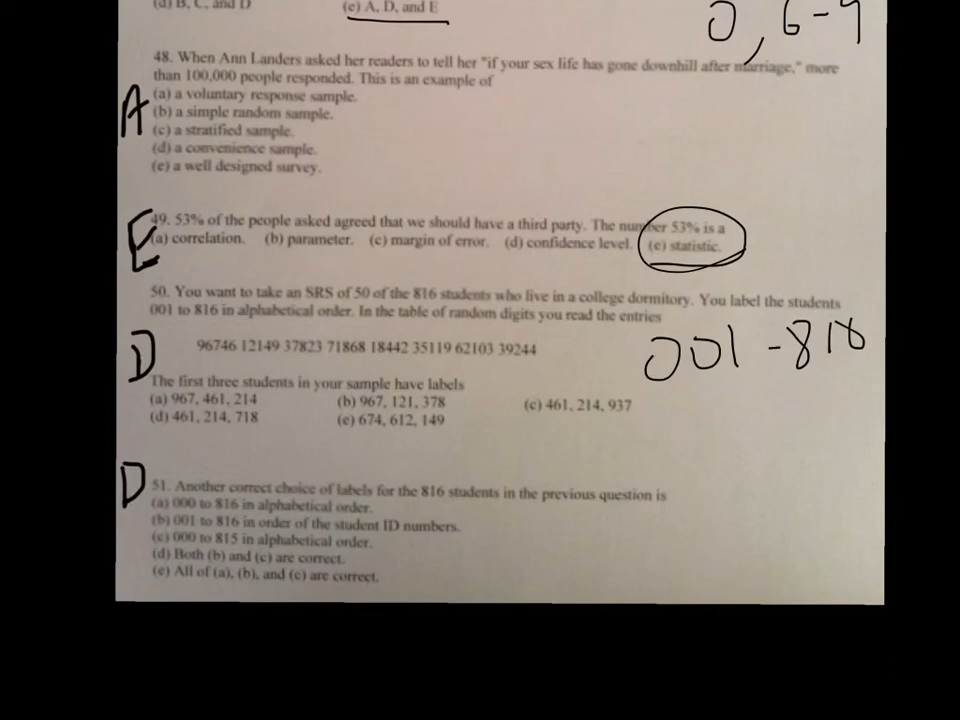 (d) B, C, and D (e) A, D, and E
0, 6-9
48. When Ann Landers asked her readers to tell her "if your sex life has gone downhill after marriage," more
than 100,000 people responded. This is an example of
A
(a) a voluntary response sample.
(b) a simple random sample.
(c) a stratified sample.
(d) a convenience sample.
(e) a well designed survey.
E
49. 53% of the people asked agreed that we should have a third party. The number 53% is a
(a) correlation. (b) parameter. (c) margin of error. (d) confidence level. (e) statistic.
50. You want to take an SRS of 50 of the 816 students who live in a college dormitory. You label the students
001 to 816 in alphabetical order. In the table of random digits you read the entries
D
96746 12149 37823 71868 18442 35119 62103 39244
001 - 816
The first three students in your sample have labels
(a) 967, 461, 214 (b) 967, 121, 378 (c) 461, 214, 937
(d) 461, 214, 718 (e) 674, 612, 149
D
51. Another correct choice of labels for the 816 students in the previous question is
(a) 000 to 816 in alphabetical order.
(b) 001 to 816 in order of the student ID numbers.
(c) 000 to 815 in alphabetical order.
(d) Both (b) and (c) are correct.
(e) All of (a), (b), and (c) are correct.